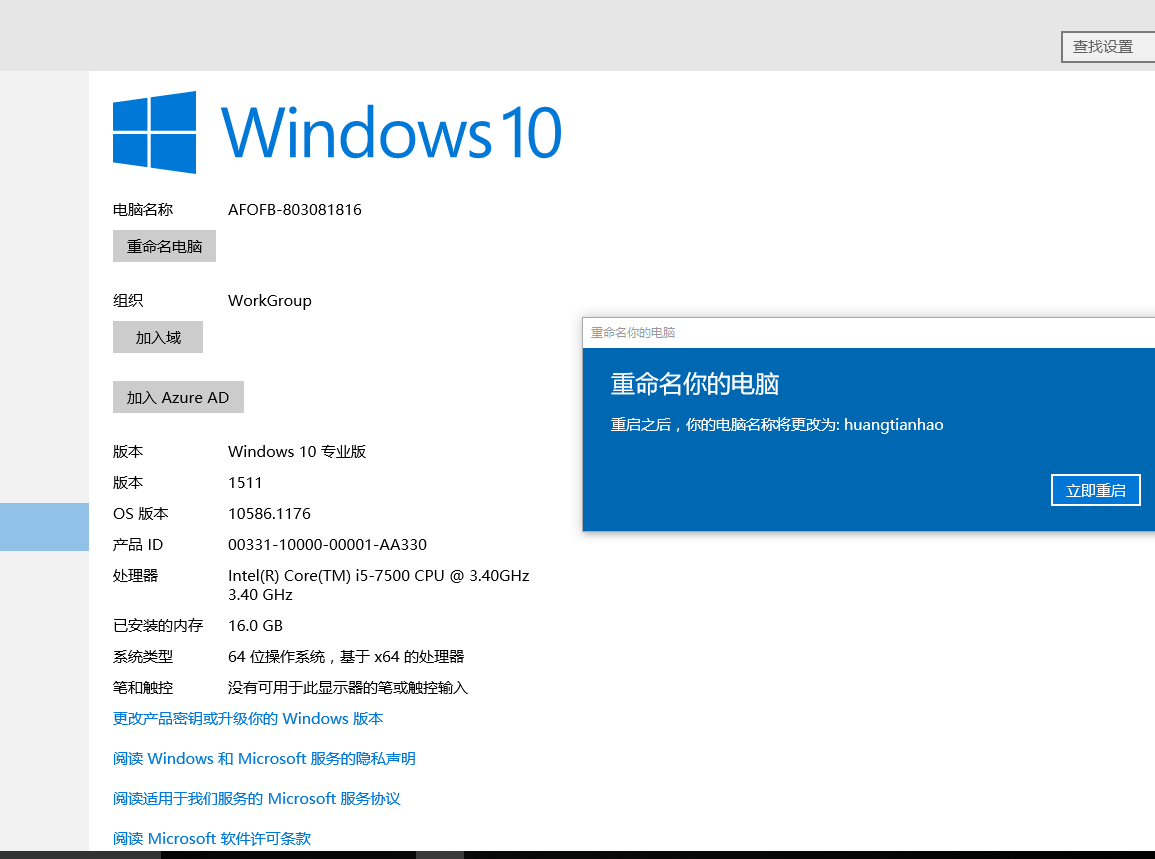 查找设置
Windows 10
电脑名称 AFOFB-803081816
重命名电脑
组织 WorkGroup
加入域
加入 Azure AD
版本 Windows 10 专业版
版本 1511
OS 版本 10586.1176
产品 ID 00331-10000-00001-AA330
处理器 Intel(R) Core(TM) i5-7500 CPU @ 3.40GHz
3.40 GHz
已安装的内存 16.0 GB
系统类型 64 位操作系统，基于 x64 的处理器
笔和触控 没有可用于此显示器的笔或触控输入
更改产品密钥或升级你的 Windows 版本
阅读 Windows 和 Microsoft 服务的隐私声明
阅读适用于我们服务的 Microsoft 服务协议
阅读 Microsoft 软件许可条款
重命名你的电脑
重命名你的电脑
重启之后，你的电脑名称将更改为: huangtianhao
立即重启